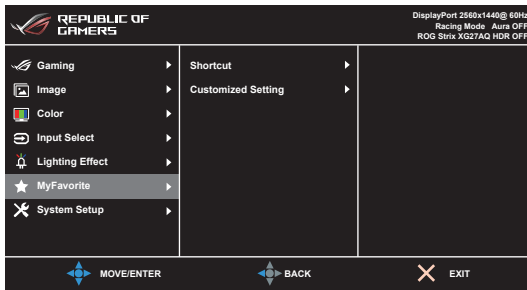 REPUBLIC OF
GAMERS
DisplayPort 2560x1440@ 60Hz
Racing Mode Aura OFF
ROG Strix XG27AQ HDR OFF
Gaming
Image
Color
Input Select
Lighting Effect
MyFavorite
System Setup
Shortcut
Customized Setting
MOVE/ENTER
BACK
EXIT